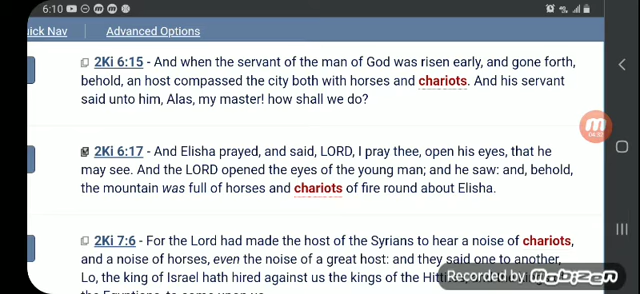 6:10
uick Nav Advanced Options
2Ki 6:15 - And when the servant of the man of God was risen early, and gone forth,
behold, an host compassed the city both with horses and chariots. And his servant
said unto him, Alas, my master! how shall we do?
04:52
2Ki 6:17 - And Elisha prayed, and said, LORD, I pray thee, open his eyes, that he
may see. And the LORD opened the eyes of the young man; and he saw: and, behold,
the mountain was full of horses and chariots of fire round about Elisha.
2Ki 7:6 - For the Lord had made the host of the Syrians to hear a noise of chariots,
and a noise of horses, even the noise of a great host: and they said one to another,
Lo, the king of Israel hath hired against us the kings of the
Recorded by mobizen